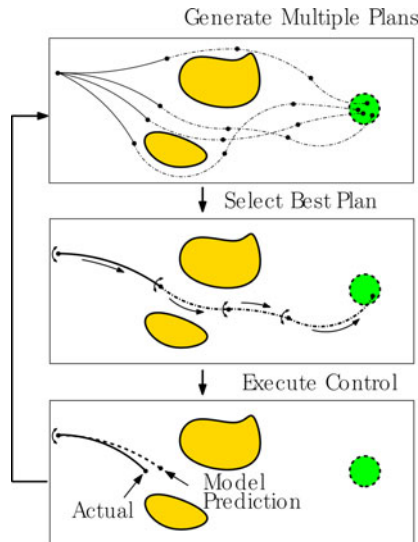 Generate Multiple Plans
Select Best Plan
Execute Control
Model
Prediction
Actual